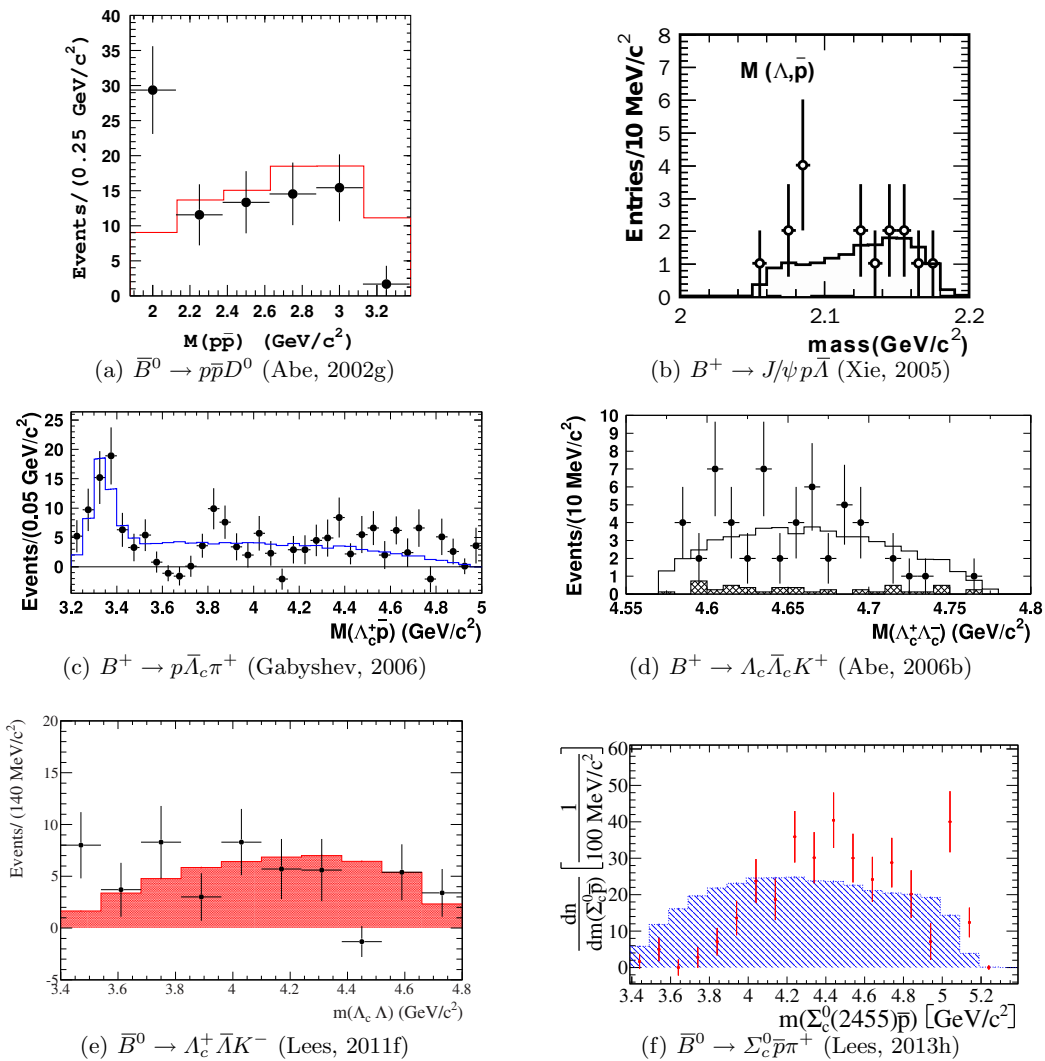 40
35
30
25
20
15
10
5
0
Events/(0.25 GeV/c²)
2 2.2 2.4 2.6 2.8 3 3.2
M(pp̅) (GeV/c²)
(a) B̅⁰ → pp̅D⁰ (Abe, 2002g)
8
7
6
5
4
3
2
1
0
Entries/10 MeV/c²
M (Λ,p̅)
2 2.1 2.2
mass(GeV/c²)
(b) B⁺ → J/ψ pΛ̅ (Xie, 2005)
25
20
15
10
5
0
Events/(0.05 GeV/c²)
3.2 3.4 3.6 3.8 4 4.2 4.4 4.6 4.8 5
M(Λc⁺p̅) (GeV/c²)
(c) B⁺ → pΛ̅cπ⁺ (Gabyshev, 2006)
10
9
8
7
6
5
4
3
2
1
0
Events/(10 MeV/c²)
4.55 4.6 4.65 4.7 4.75 4.8
M(Λc⁺Λc⁻) (GeV/c²)
(d) B⁺ → ΛcΛ̅cK⁺ (Abe, 2006b)
20
15
10
5
0
-5
Events/ (140 MeV/c²)
3.4 3.6 3.8 4 4.2 4.4 4.6 4.8
m(Λc Λ) (GeV/c²)
(e) B̅⁰ → Λc⁺Λ̅K⁻ (Lees, 2011f)
60
50
40
30
20
10
0
dn/dm(Σc⁰p̅) [1/100 MeV/c²]
3.4 3.6 3.8 4 4.2 4.4 4.6 4.8 5 5.2
m(Σc⁰(2455)p̅) [GeV/c²]
(f) B̅⁰ → Σc⁰p̅π⁺ (Lees, 2013h)